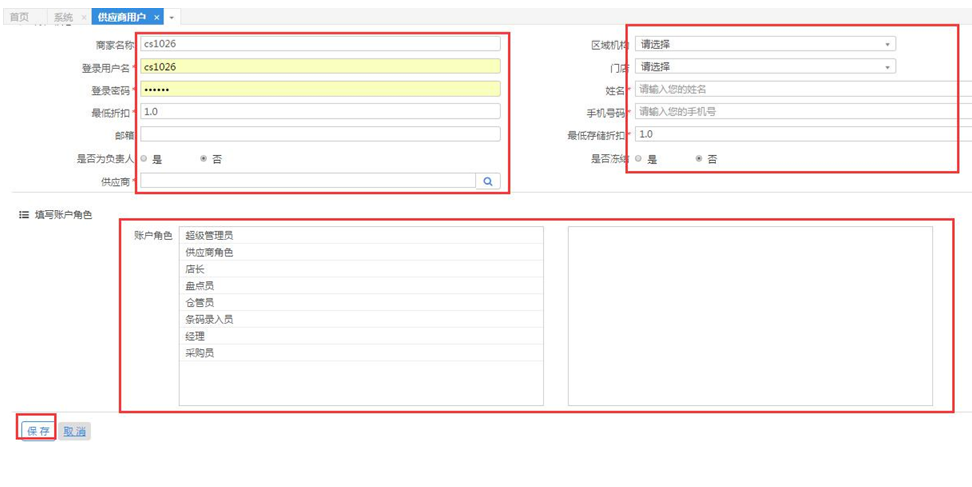 首页 系统 × 供应商用户 ×
商家名称 cs1026 区域机构 请选择
登录用户名* cs1026 门店 请选择
登录密码* •••••• 姓名* 请输入您的姓名
最低折扣* 1.0 手机号码* 请输入您的手机号
邮箱 最低存储折扣* 1.0
是否为负责人 是 否 是否冻结 是 否
供应商*
填写账户角色
账户角色 超级管理员
供应商角色
店长
盘点员
仓管员
条码录入员
经理
采购员
保存 取消